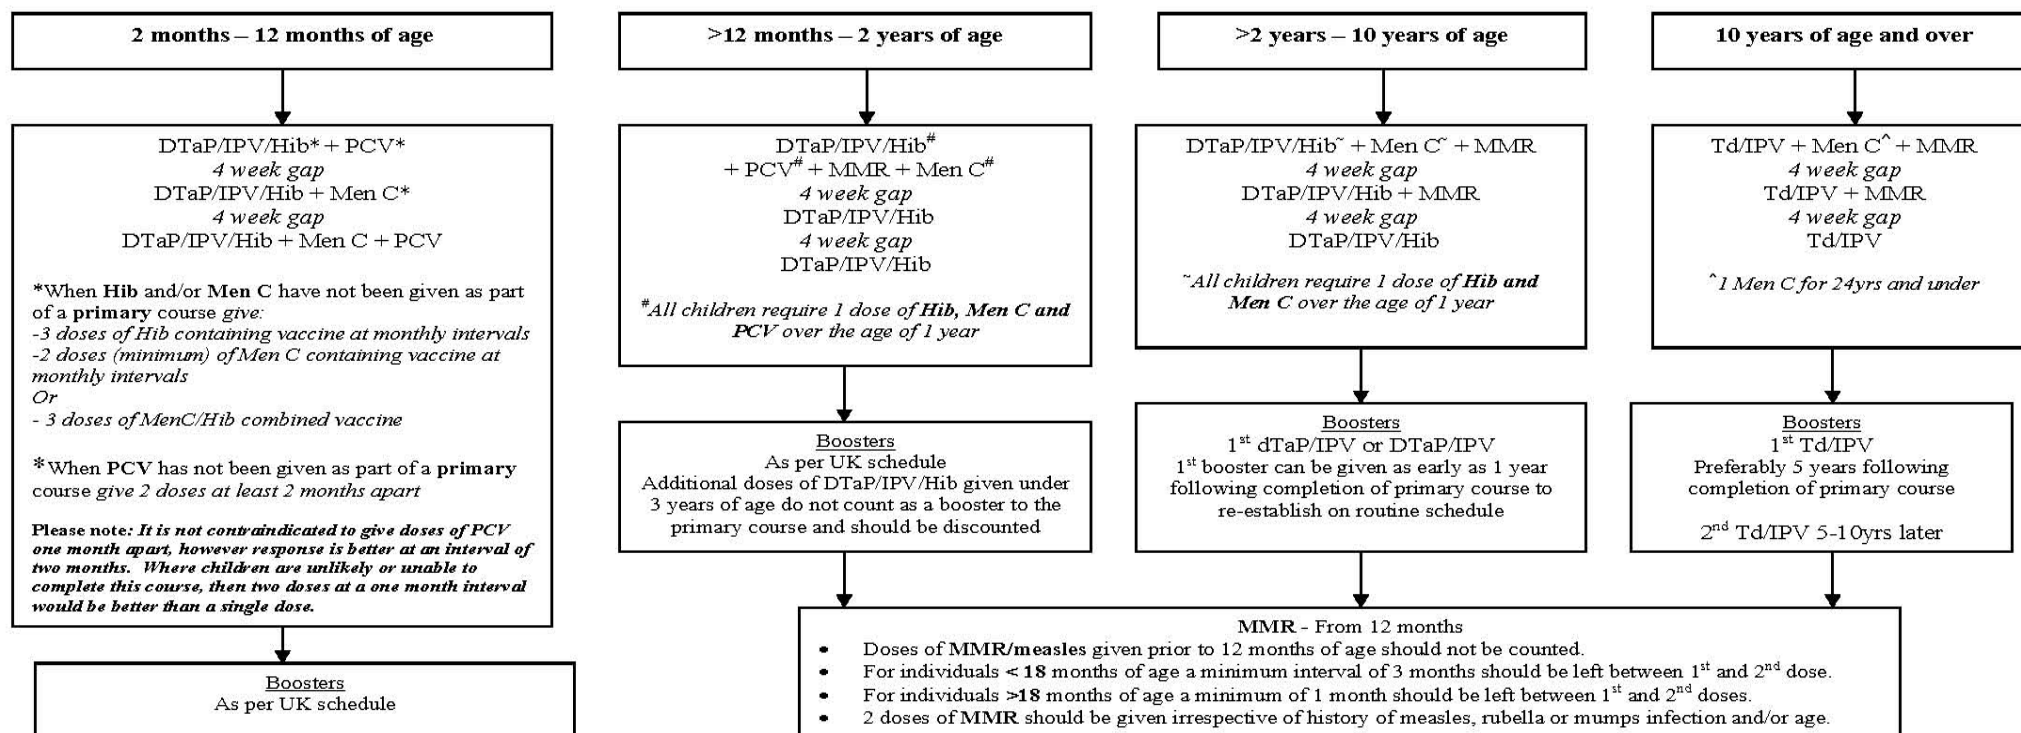 2 months – 12 months of age
DTaP/IPV/Hib* + PCV*
4 week gap
DTaP/IPV/Hib + Men C*
4 week gap
DTaP/IPV/Hib + Men C + PCV
*When Hib and/or Men C have not been given as part
of a primary course give:
-3 doses of Hib containing vaccine at monthly intervals
-2 doses (minimum) of Men C containing vaccine at
monthly intervals
Or
- 3 doses of MenC/Hib combined vaccine
*When PCV has not been given as part of a primary
course give 2 doses at least 2 months apart
Please note: It is not contraindicated to give doses of PCV
one month apart, however response is better at an interval of
two months. Where children are unlikely or unable to
complete this course, then two doses at a one month interval
would be better than a single dose.
Boosters
As per UK schedule
>12 months – 2 years of age
DTaP/IPV/Hib#
+ PCV# + MMR + Men C#
4 week gap
DTaP/IPV/Hib
4 week gap
DTaP/IPV/Hib
#All children require 1 dose of Hib, Men C and
PCV over the age of 1 year
Boosters
As per UK schedule
Additional doses of DTaP/IPV/Hib given under
3 years of age do not count as a booster to the
primary course and should be discounted
>2 years – 10 years of age
DTaP/IPV/Hib~ + Men C~ + MMR
4 week gap
DTaP/IPV/Hib + MMR
4 week gap
DTaP/IPV/Hib
~All children require 1 dose of Hib and
Men C over the age of 1 year
Boosters
1st dTaP/IPV or DTaP/IPV
1st booster can be given as early as 1 year
following completion of primary course to
re-establish on routine schedule
10 years of age and over
Td/IPV + Men C^ + MMR
4 week gap
Td/IPV + MMR
4 week gap
Td/IPV
^1 Men C for 24yrs and under
Boosters
1st Td/IPV
Preferably 5 years following
completion of primary course
2nd Td/IPV 5-10yrs later
MMR - From 12 months
• Doses of MMR/measles given prior to 12 months of age should not be counted.
• For individuals < 18 months of age a minimum interval of 3 months should be left between 1st and 2nd dose.
• For individuals >18 months of age a minimum of 1 month should be left between 1st and 2nd doses.
• 2 doses of MMR should be given irrespective of history of measles, rubella or mumps infection and/or age.